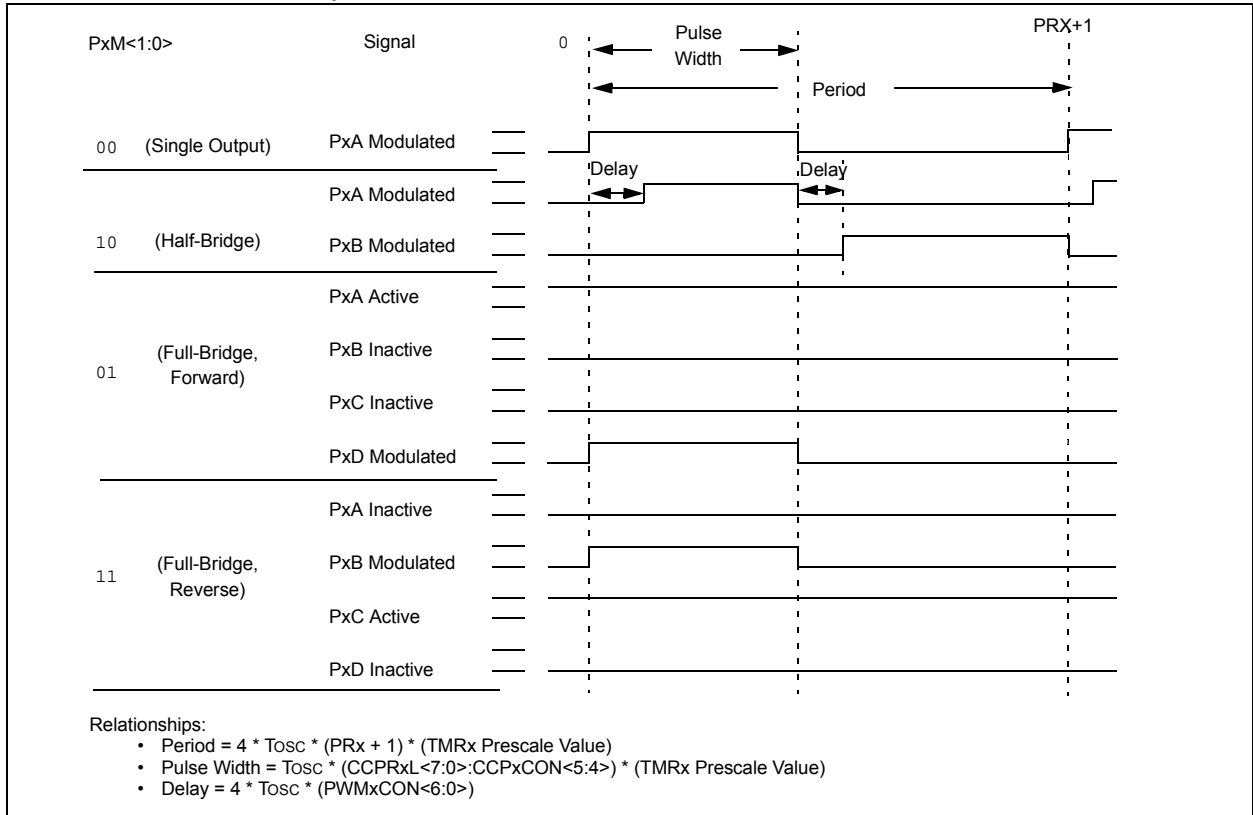 PxM<1:0> Signal 0 Pulse Width PRX+1
Period
00 (Single Output) PxA Modulated
Delay Delay
PxA Modulated
10 (Half-Bridge) PxB Modulated
PxA Active
(Full-Bridge, Forward) PxB Inactive
01
PxC Inactive
PxD Modulated
PxA Inactive
11 (Full-Bridge, Reverse) PxB Modulated
PxC Active
PxD Inactive
Relationships:
• Period = 4 * TOSC * (PRx + 1) * (TMRx Prescale Value)
• Pulse Width = TOSC * (CCPRxL<7:0>:CCPxCON<5:4>) * (TMRx Prescale Value)
• Delay = 4 * TOSC * (PWMxCON<6:0>)